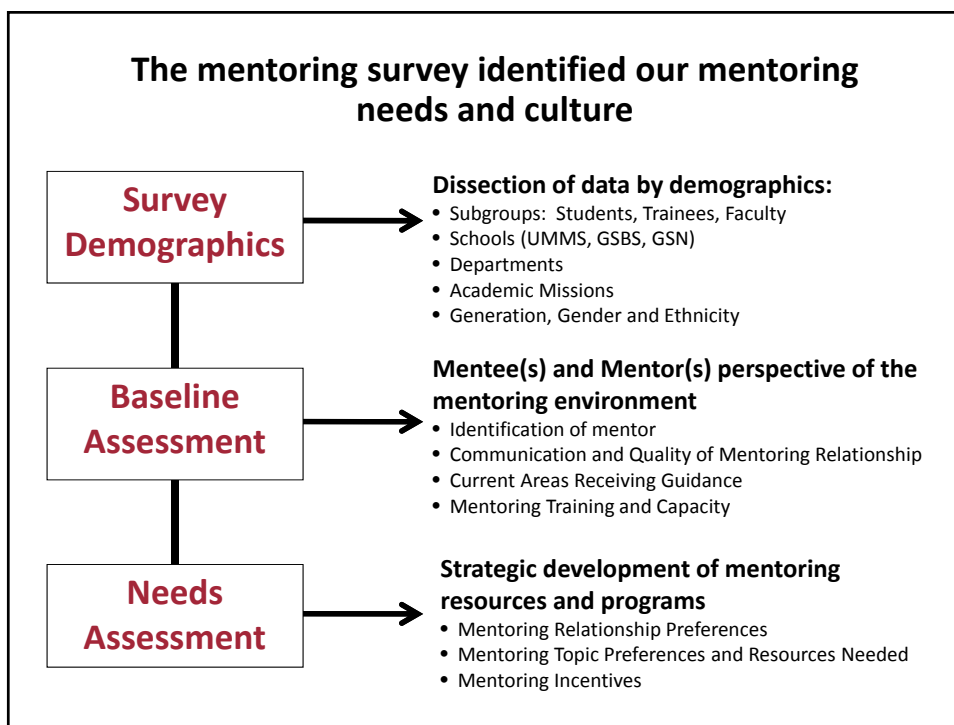 The mentoring survey identified our mentoring
needs and culture
Survey
Demographics
Dissection of data by demographics:
• Subgroups: Students, Trainees, Faculty
• Schools (UMMS, GSBS, GSN)
• Departments
• Academic Missions
• Generation, Gender and Ethnicity
Baseline
Assessment
Mentee(s) and Mentor(s) perspective of the
mentoring environment
• Identification of mentor
• Communication and Quality of Mentoring Relationship
• Current Areas Receiving Guidance
• Mentoring Training and Capacity
Needs
Assessment
Strategic development of mentoring
resources and programs
• Mentoring Relationship Preferences
• Mentoring Topic Preferences and Resources Needed
• Mentoring Incentives